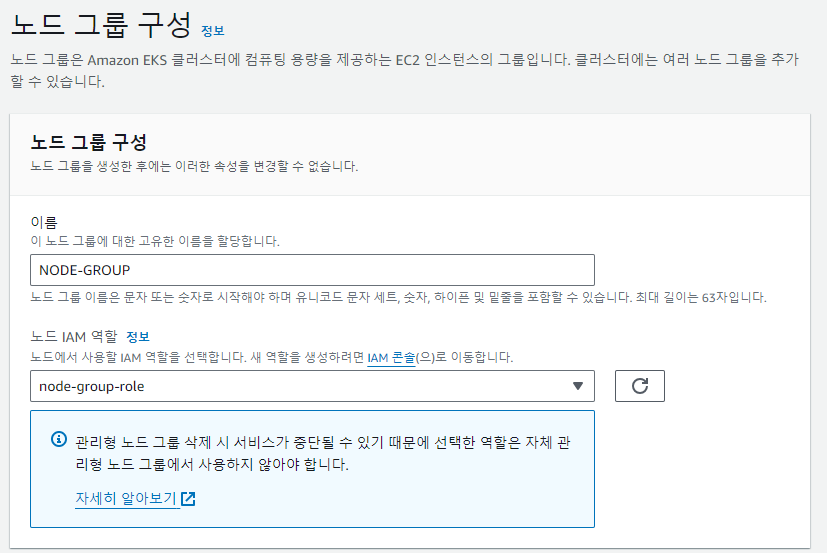 노드 그룹 구성 정보
노드 그룹은 Amazon EKS 클러스터에 컴퓨팅 용량을 제공하는 EC2 인스턴스의 그룹입니다. 클러스터에는 여러 노드 그룹을 추가
할 수 있습니다.
노드 그룹 구성
노드 그룹을 생성한 후에는 이러한 속성을 변경할 수 없습니다.
이름
이 노드 그룹에 대한 고유한 이름을 할당합니다.
NODE-GROUP
노드 그룹 이름은 문자 또는 숫자로 시작해야 하며 유니코드 문자 세트, 숫자, 하이픈 및 밑줄을 포함할 수 있습니다. 최대 길이는 63자입니다.
노드 IAM 역할 정보
노드에서 사용할 IAM 역할을 선택합니다. 새 역할을 생성하려면 IAM 콘솔(으)로 이동합니다.
node-group-role
관리형 노드 그룹 삭제 시 서비스가 중단될 수 있기 때문에 선택한 역할은 자체 관
리형 노드 그룹에서 사용하지 않아야 합니다.
자세히 알아보기